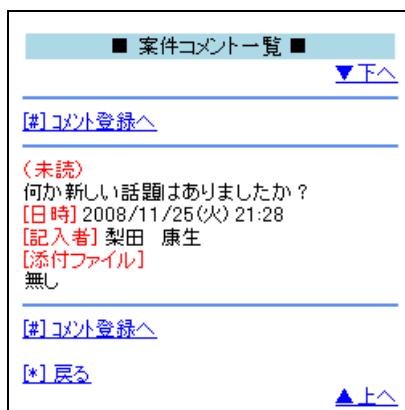 ■ 案件コメント一覧 ■
▼下へ
[#] コメント登録へ
(未読)
何か新しい話題はありましたか？
[日時] 2008/11/25(火) 21:28
[記入者] 梨田　康生
[添付ファイル]
無し
[#] コメント登録へ
[*] 戻る
▲上へ